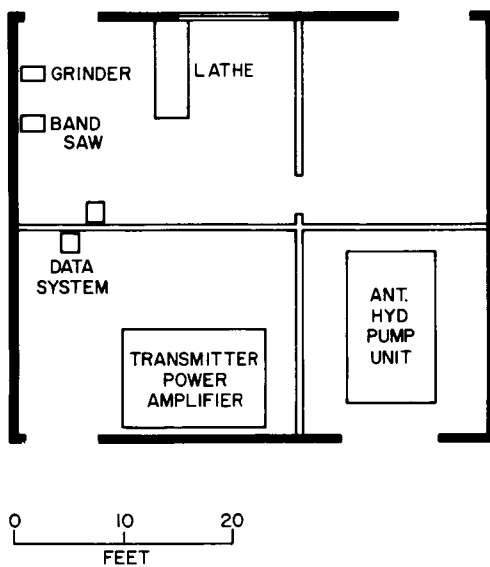 GRINDER
LATHE
BAND
SAW
DATA
SYSTEM
ANT.
HYD
PUMP
UNIT
TRANSMITTER
POWER
AMPLIFIER
0 10 20
FEET